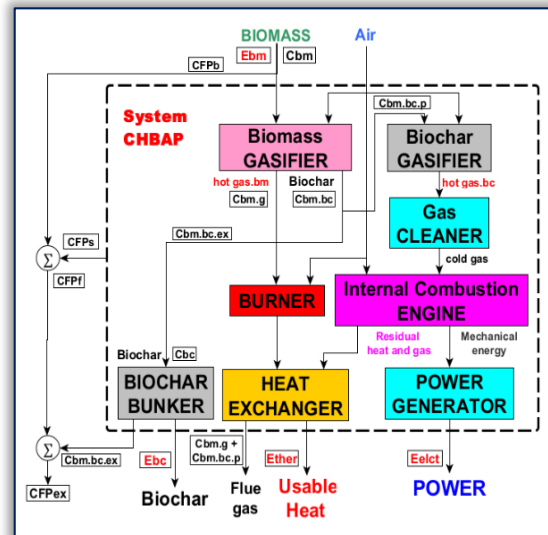 BIOMASS
Air
Ebm
Cbm
CFPb
System
CHBAP
Cbm.bc.p
Biomass
GASIFIER
Biochar
GASIFIER
hot gas.bm
Biochar
hot gas.bc
Cbm.g
Cbm.bc
Gas
CLEANER
Cbm.bc.ex
CFPs
Σ
cold gas
CFPf
BURNER
Internal Combustion
ENGINE
Residual
heat and gas
Mechanical
energy
Biochar
Cbc
BIOCHAR
BUNKER
HEAT
EXCHANGER
POWER
GENERATOR
Σ
Cbm.bc.ex
Ebc
Cbm.g +
Cbm.bc.p
Ether
Eelct
CFPex
Biochar
Flue
gas
Usable
Heat
POWER